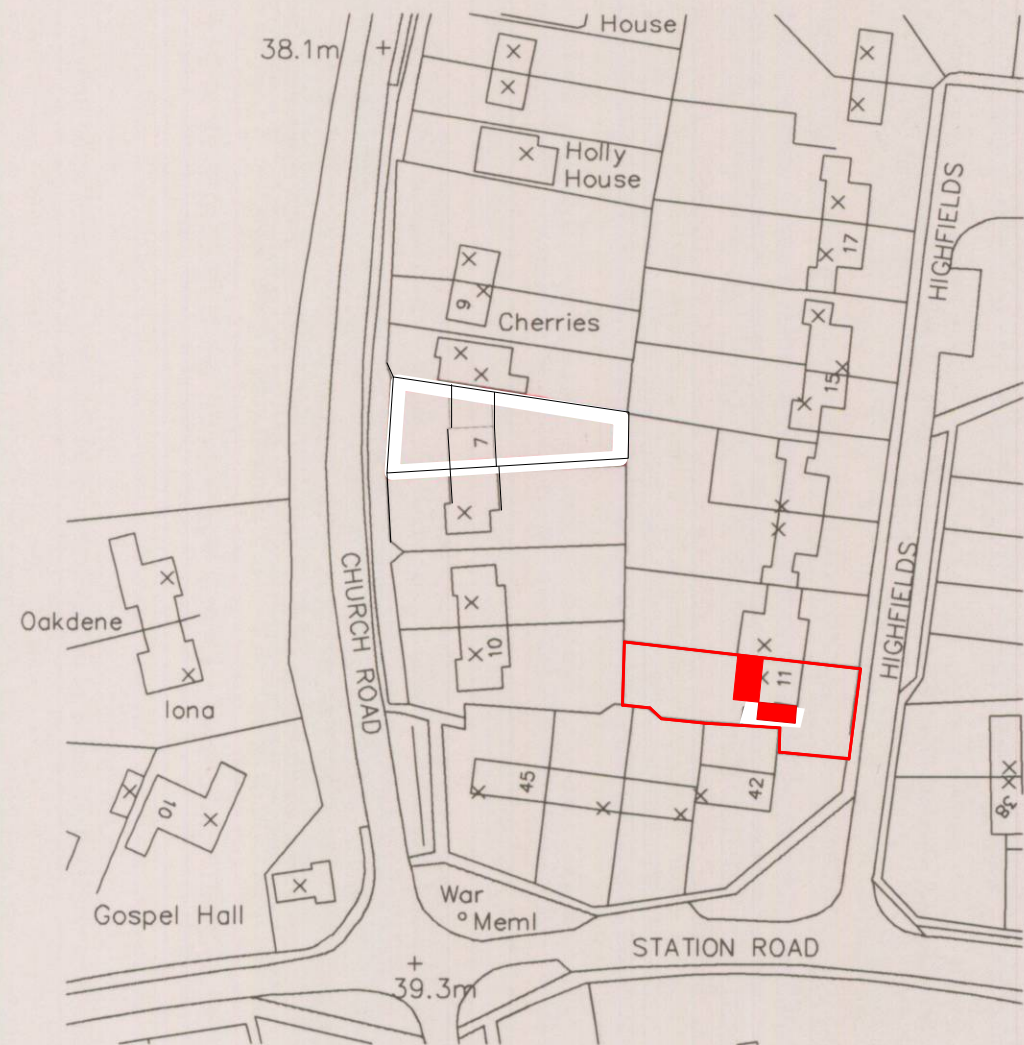 House
38.1m
Holly
House
HIGHFIELDS
17
9
Cherries
15
7
CHURCH ROAD
HIGHFIELDS
Oakdene
10
11
Iona
45
42
10
38
War
Meml
Gospel Hall
STATION ROAD
39.3m